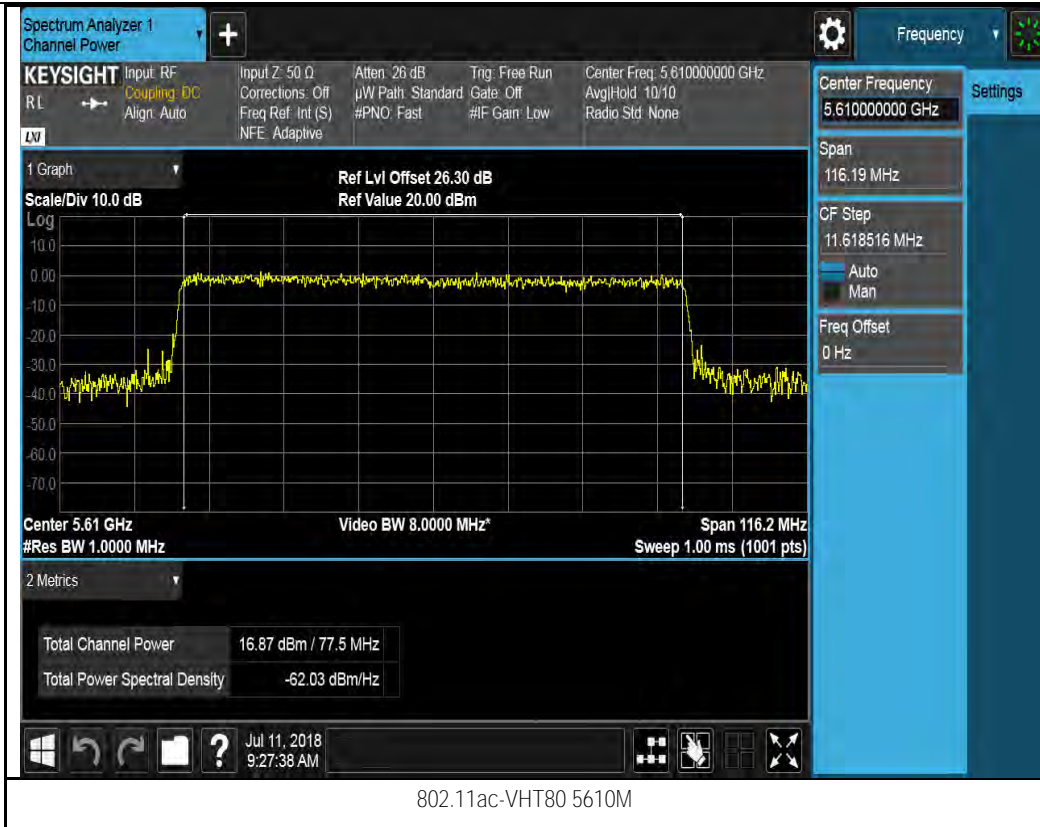 Spectrum Analyzer 1
Channel Power
+
Frequency
KEYSIGHT
R L
LXI
Input: RF
Coupling: DC
Align: Auto
Input Z: 50 Ω
Corrections: Off
Freq Ref: Int (S)
NFE: Adaptive
Atten: 26 dB
µW Path: Standard
#PNO: Fast
Trig: Free Run
Gate: Off
#IF Gain: Low
Center Freq: 5.610000000 GHz
Avg|Hold: 10/10
Radio Std: None
Center Frequency
5.610000000 GHz
Settings
Span
116.19 MHz
CF Step
11.618516 MHz
Auto
Man
Freq Offset
0 Hz
1 Graph
Scale/Div 10.0 dB
Ref Lvl Offset 26.30 dB
Ref Value 20.00 dBm
Log
10.0
0.00
-10.0
-20.0
-30.0
-40.0
-50.0
-60.0
-70.0
Center 5.61 GHz
#Res BW 1.0000 MHz
Video BW 8.0000 MHz*
Span 116.2 MHz
Sweep 1.00 ms (1001 pts)
2 Metrics
Total Channel Power 16.87 dBm / 77.5 MHz
Total Power Spectral Density -62.03 dBm/Hz
?
Jul 11, 2018
9:27:38 AM
802.11ac-VHT80 5610M